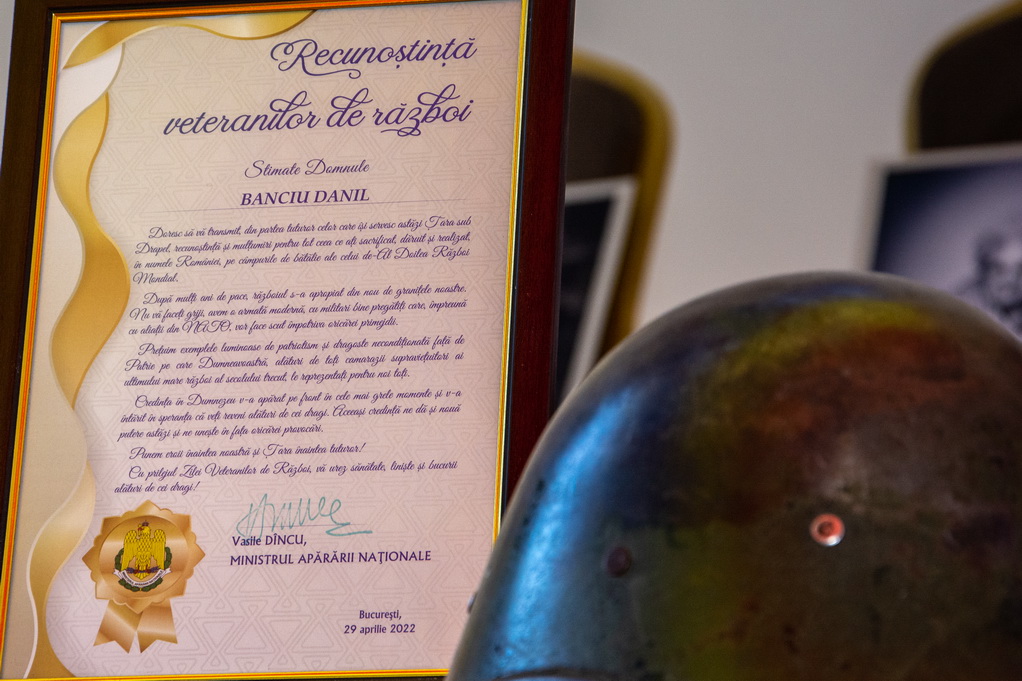 Recunoștință
veteranilor de război
Stimate Domnule
BANCIU DANIL
Doresc să vă transmit, din partea tuturor celor care își servesc astăzi Țara sub
Drapel, recunoștință și mulțumiri pentru tot ceea ce ați sacrificat, dăruit și realizat,
în numele României, pe câmpurile de bătălie ale celui de-Al Doilea Război
Mondial.
După mulți ani de pace, războiul s-a apropiat din nou de granițele noastre.
Nu vă faceți griji, avem o armată modernă, cu militari bine pregătiți care, împreună
cu aliații din NATO, vor face scut împotriva oricărei primejdii.
Prețuim exemplele luminoase de patriotism și dragoste necondiționată față de
Patrie pe care Dumneavoastră, alături de toți camarazii supraviețuitori ai
ultimului mare război al secolului trecut, le reprezentați pentru noi toți.
Credința în Dumnezeu v-a apărat pe front în cele mai grele momente și v-a
întărit în speranța că veți reveni alături de cei dragi. Aceeași credință ne dă și nouă
putere astăzi și ne unește în fața oricărei provocări.
Punem eroii înaintea noastră și Țara înaintea tuturor!
Cu prilejul Zilei Veteranilor de Război, vă urez sănătate, liniște și bucurii
alături de cei dragi!
Vasile DÎNCU,
MINISTRUL APĂRĂRII NAȚIONALE
București,
29 aprilie 2022